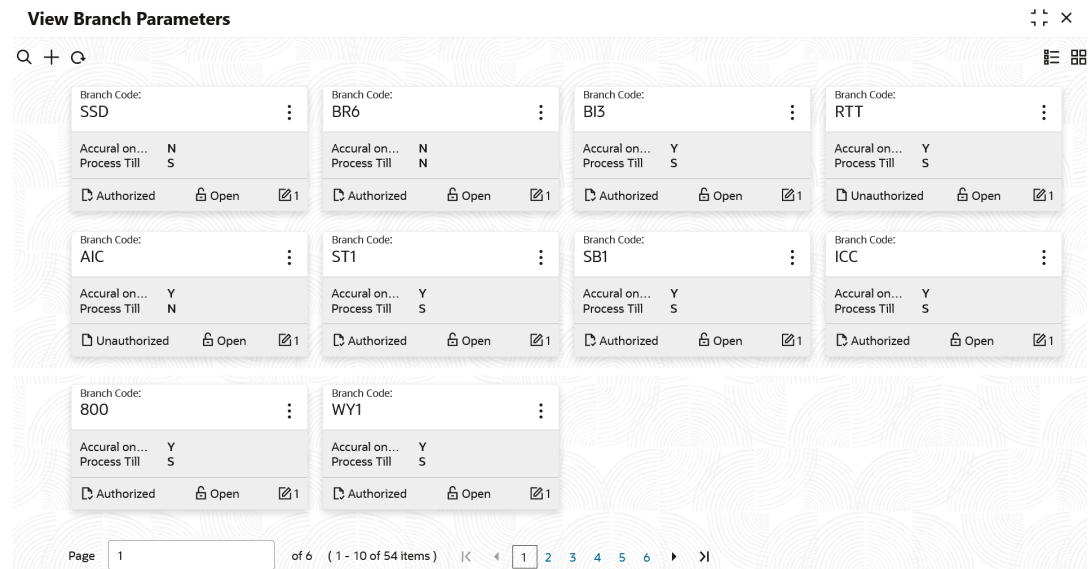 View Branch Parameters
Branch Code: Branch Code: Branch Code: Branch Code:
SSD BR6 BI3 RTT
Accural on... N Accural on... N Accural on... Y Accural on... Y
Process Till S Process Till N Process Till S Process Till S
Authorized Open 1 Authorized Open 1 Authorized Open 1 Unauthorized Open 1
Branch Code: Branch Code: Branch Code: Branch Code:
AIC ST1 SB1 ICC
Accural on... Y Accural on... Y Accural on... Y Accural on... Y
Process Till N Process Till S Process Till S Process Till S
Unauthorized Open 1 Authorized Open 1 Authorized Open 1 Authorized Open 1
Branch Code: Branch Code:
800 WY1
Accural on... Y Accural on... Y
Process Till S Process Till S
Authorized Open 1 Authorized Open 1
Page 1 of 6 ( 1 - 10 of 54 items ) 1 2 3 4 5 6